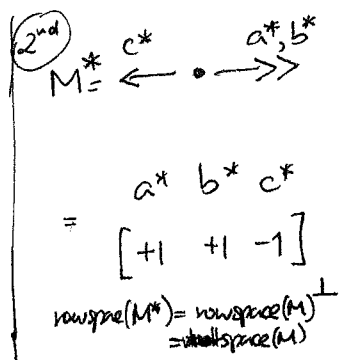 2nd
c* a*, b*
M* = ← • →>
a* b* c*
= [+1 +1 -1]
rowspace(M*) = rowspace(M)⊥
= nullspace(M)